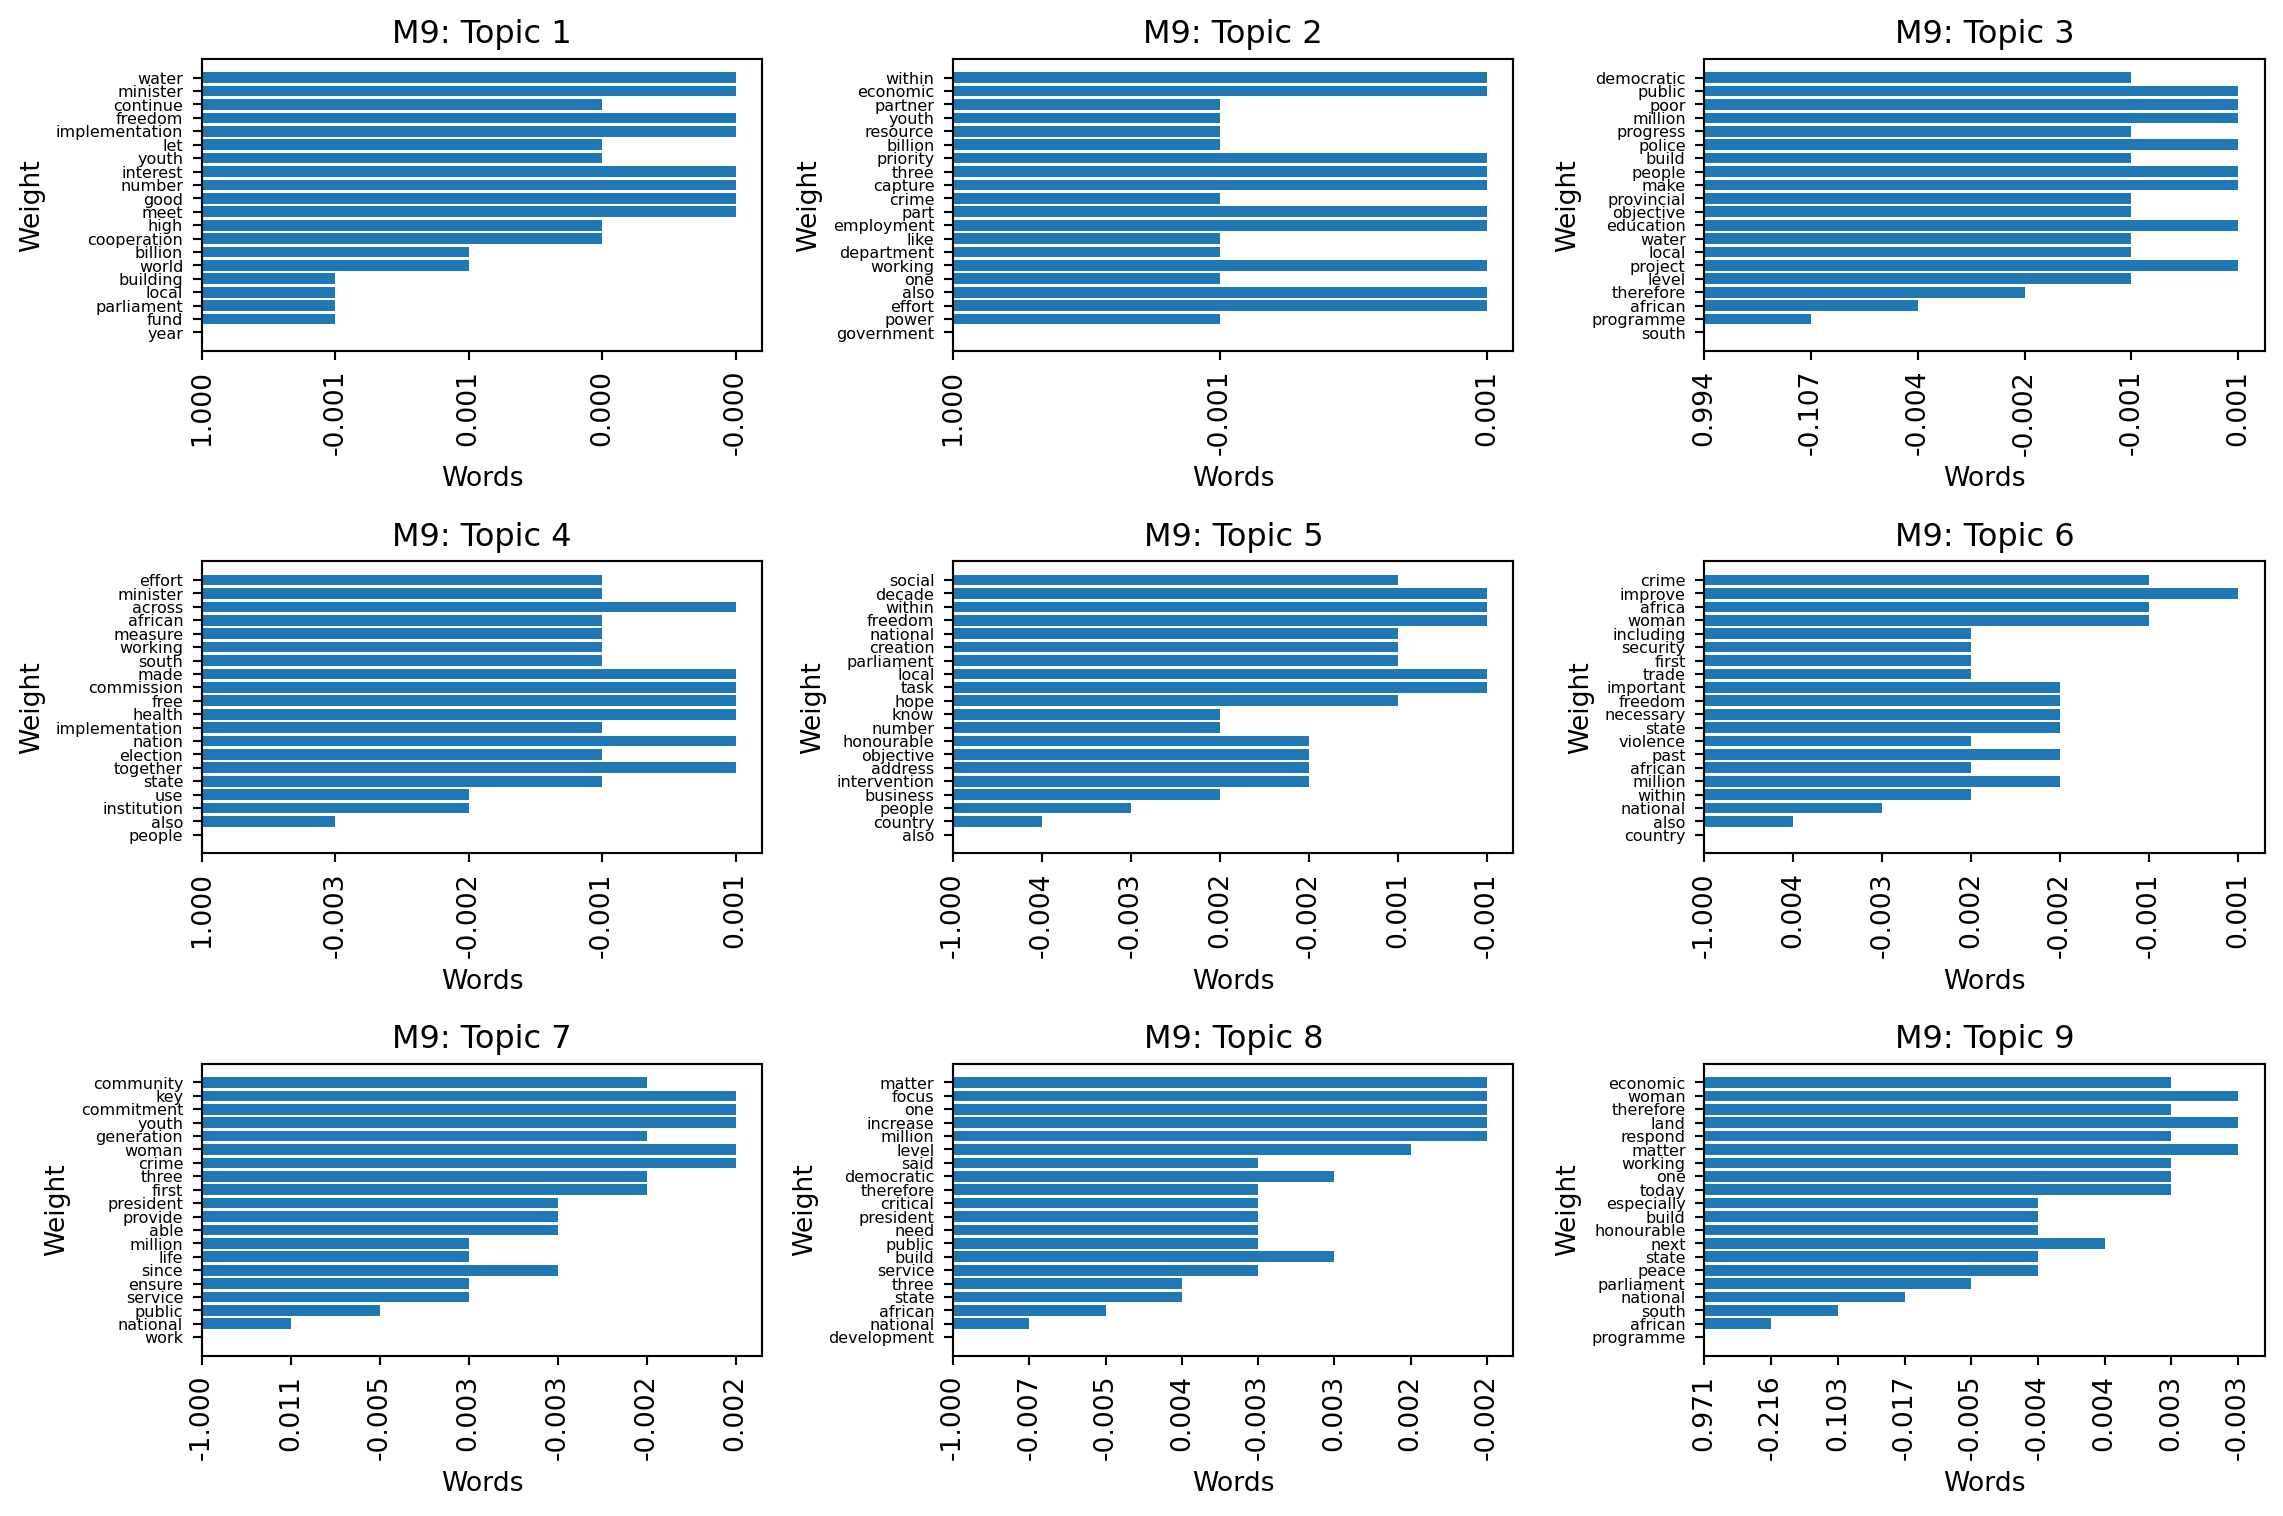 M9: Topic 1
water
minister
continue
freedom
implementation
let
youth
interest
number
good
meet
high
cooperation
billion
world
building
local
parliament
fund
year
Weight
1.000
-0.001
0.001
0.000
-0.000
Words
M9: Topic 2
within
economic
partner
youth
resource
billion
priority
three
capture
crime
part
employment
like
department
working
one
also
effort
power
government
Weight
1.000
-0.001
0.001
Words
M9: Topic 3
democratic
public
poor
million
progress
police
build
people
make
provincial
objective
education
water
local
project
level
therefore
african
programme
south
Weight
0.994
-0.107
-0.004
-0.002
-0.001
0.001
Words
M9: Topic 4
effort
minister
across
african
measure
working
south
made
commission
free
health
implementation
nation
election
together
state
use
institution
also
people
Weight
1.000
-0.003
-0.002
-0.001
0.001
Words
M9: Topic 5
social
decade
within
freedom
national
creation
parliament
local
task
hope
know
number
honourable
objective
address
intervention
business
people
country
also
Weight
-1.000
-0.004
-0.003
0.002
-0.002
0.001
-0.001
Words
M9: Topic 6
crime
improve
africa
woman
including
security
first
trade
important
freedom
necessary
state
violence
past
african
million
within
national
also
country
Weight
-1.000
0.004
-0.003
0.002
-0.002
-0.001
0.001
Words
M9: Topic 7
community
key
commitment
youth
generation
woman
crime
three
first
president
provide
able
million
life
since
ensure
service
public
national
work
Weight
-1.000
0.011
-0.005
0.003
-0.003
-0.002
0.002
Words
M9: Topic 8
matter
focus
one
increase
million
level
said
democratic
therefore
critical
president
need
public
build
service
three
state
african
national
development
Weight
-1.000
-0.007
-0.005
0.004
-0.003
0.003
0.002
-0.002
Words
M9: Topic 9
economic
woman
therefore
land
respond
matter
working
one
today
especially
build
honourable
next
state
peace
parliament
national
south
african
programme
Weight
0.971
-0.216
0.103
-0.017
-0.005
-0.004
0.004
0.003
-0.003
Words